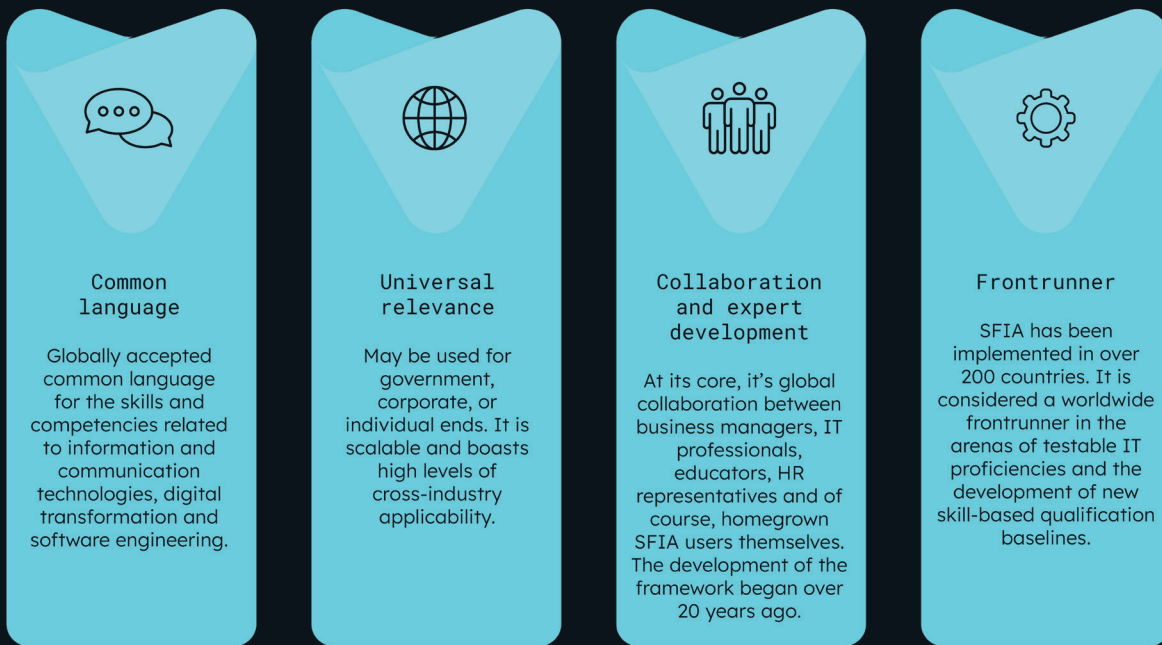 Common
language
Globally accepted
common language
for the skills and
competencies related
to information and
communication
technologies, digital
transformation and
software engineering.
Universal
relevance
May be used for
government,
corporate, or
individual ends. It is
scalable and boasts
high levels of
cross-industry
applicability.
Collaboration
and expert
development
At its core, it’s global
collaboration between
business managers, IT
professionals,
educators, HR
representatives and of
course, homegrown
SFIA users themselves.
The development of the
framework began over
20 years ago.
Frontrunner
SFIA has been
implemented in over
200 countries. It is
considered a worldwide
frontrunner in the
arenas of testable IT
proficiencies and the
development of new
skill-based qualification
baselines.